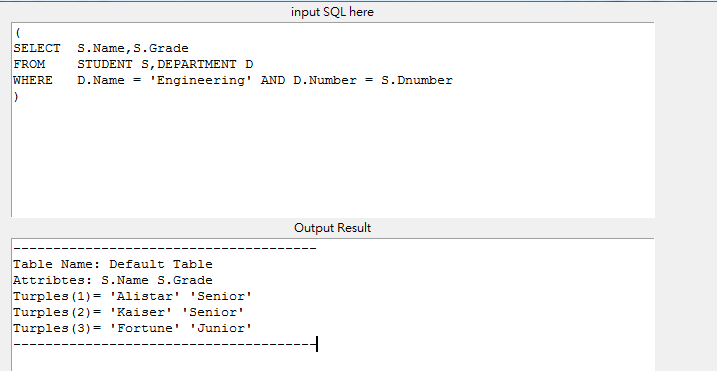 input SQL here
(
SELECT  S.Name,S.Grade
FROM    STUDENT S,DEPARTMENT D
WHERE   D.Name = 'Engineering' AND D.Number = S.Dnumber
)
Output Result
--------------------------------------
Table Name: Default Table
Attribtes: S.Name S.Grade
Turples(1)= 'Alistar' 'Senior'
Turples(2)= 'Kaiser' 'Senior'
Turples(3)= 'Fortune' 'Junior'
--------------------------------------